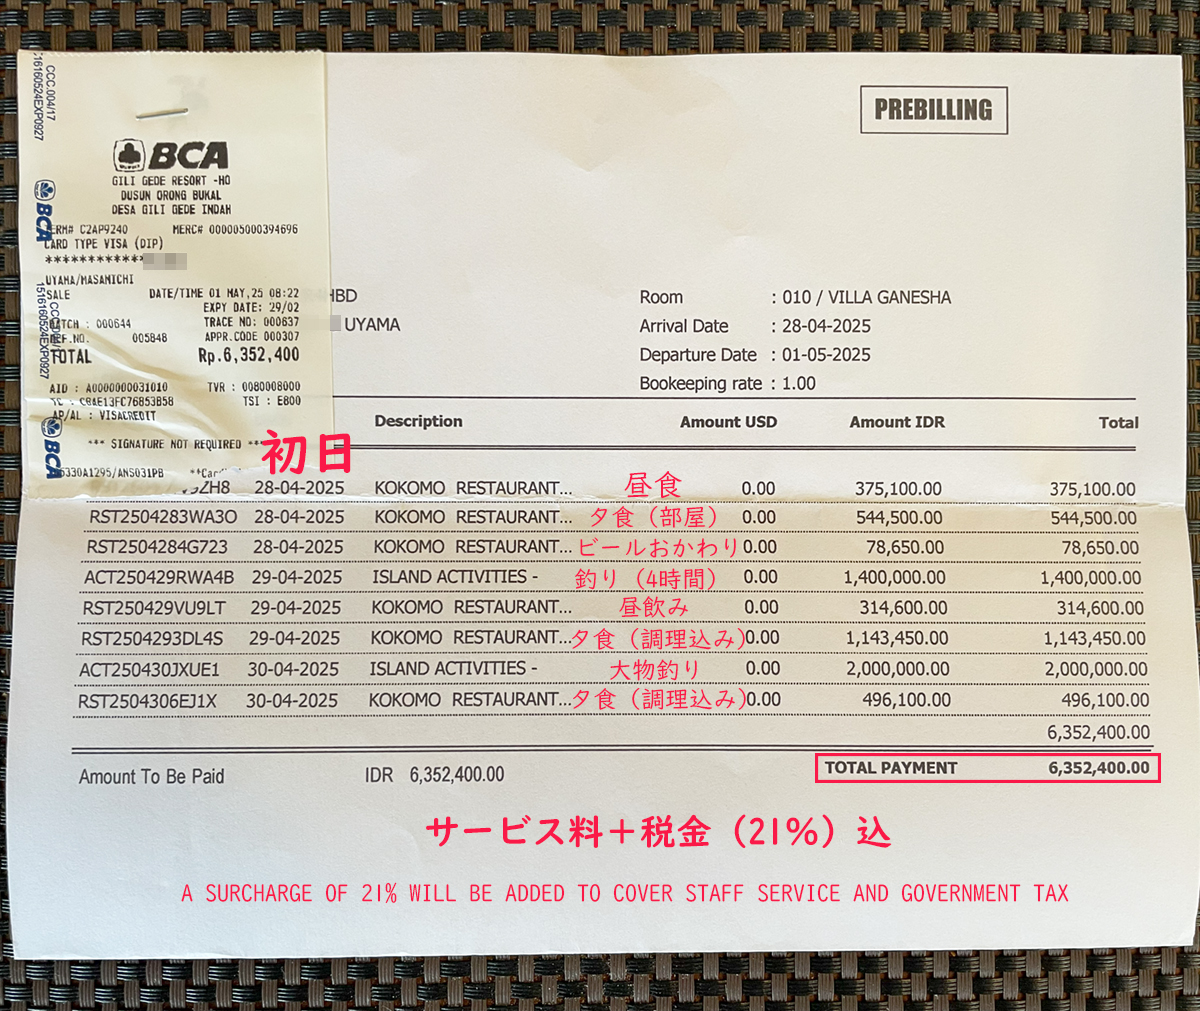 PREBILLING
CCC.004/17
15160524EXP0927
BCA
GILI GEDE RESORT -HO
DUSUN ORONG BUKAL
DESA GILI GEDE INDAH
BCA
TERM# C2AP9240 MERC# 000005000394696
CARD TYPE VISA (DIP)
************
UYAMA/MASAMICHI
SALE DATE/TIME 01 MAY,25 08:22
EXPY DATE: 29/02
BATCH : 000644 TRACE NO: 000637
REF.NO. 005848 APPR.CODE 000307
TOTAL Rp.6,352,400
AID : A0000000031010 TVR : 0080008000
TC : C8AE13FC76853B58 TSI : E800
AP/AL : VISACREDIT
*** SIGNATURE NOT REQUIRED ***
BCA
330A1295/ANS031PB **Car
15160524EXP0927
HBD
UYAMA
Room : 010 / VILLA GANESHA
Arrival Date : 28-04-2025
Departure Date : 01-05-2025
Bookeeping rate : 1.00
Description Amount USD Amount IDR Total
初日
ZH8 28-04-2025 KOKOMO RESTAURANT... 昼食 0.00 375,100.00 375,100.00
RST2504283WA3O 28-04-2025 KOKOMO RESTAURANT... 夕食（部屋） 0.00 544,500.00 544,500.00
RST2504284G723 28-04-2025 KOKOMO RESTAURANT... ビールおかわり 0.00 78,650.00 78,650.00
ACT250429RWA4B 29-04-2025 ISLAND ACTIVITIES - 釣り（4時間） 0.00 1,400,000.00 1,400,000.00
RST250429VU9LT 29-04-2025 KOKOMO RESTAURANT... 昼飲み 0.00 314,600.00 314,600.00
RST2504293DL4S 29-04-2025 KOKOMO RESTAURANT... 夕食（調理込み） 0.00 1,143,450.00 1,143,450.00
ACT250430JXUE1 30-04-2025 ISLAND ACTIVITIES - 大物釣り 0.00 2,000,000.00 2,000,000.00
RST2504306EJ1X 30-04-2025 KOKOMO RESTAURANT... 夕食（調理込み） 0.00 496,100.00 496,100.00
6,352,400.00
Amount To Be Paid IDR 6,352,400.00 TOTAL PAYMENT 6,352,400.00
サービス料＋税金（21%）込
A SURCHARGE OF 21% WILL BE ADDED TO COVER STAFF SERVICE AND GOVERNMENT TAX